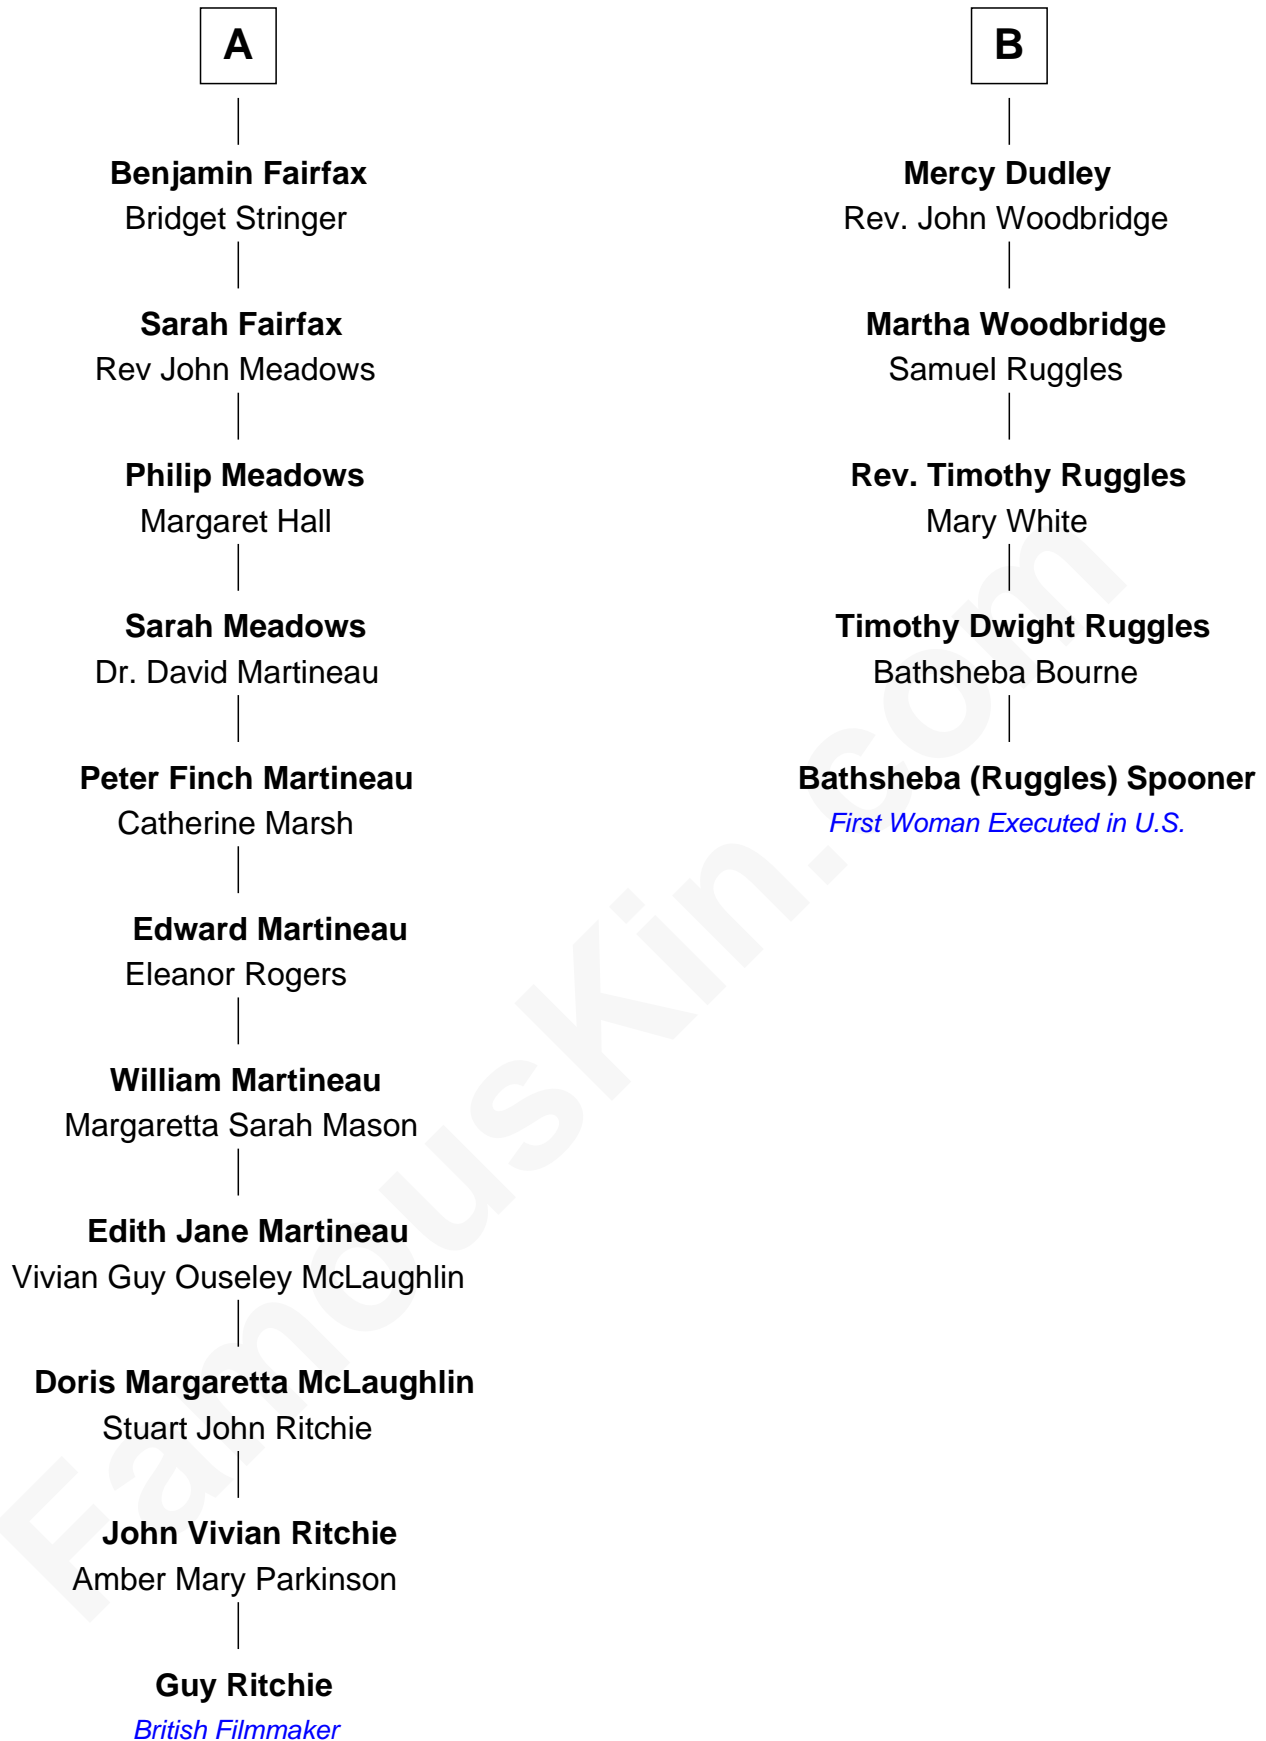 A
Benjamin Fairfax
Bridget Stringer
Sarah Fairfax
Rev John Meadows
Philip Meadows
Margaret Hall
Sarah Meadows
Dr. David Martineau
Peter Finch Martineau
Catherine Marsh
Edward Martineau
Eleanor Rogers
William Martineau
Margaretta Sarah Mason
Edith Jane Martineau
Vivian Guy Ouseley McLaughlin
Doris Margaretta McLaughlin
Stuart John Ritchie
John Vivian Ritchie
Amber Mary Parkinson
Guy Ritchie
British Filmmaker
B
Mercy Dudley
Rev. John Woodbridge
Martha Woodbridge
Samuel Ruggles
Rev. Timothy Ruggles
Mary White
Timothy Dwight Ruggles
Bathsheba Bourne
Bathsheba (Ruggles) Spooner
First Woman Executed in U.S.
FamousKin.com